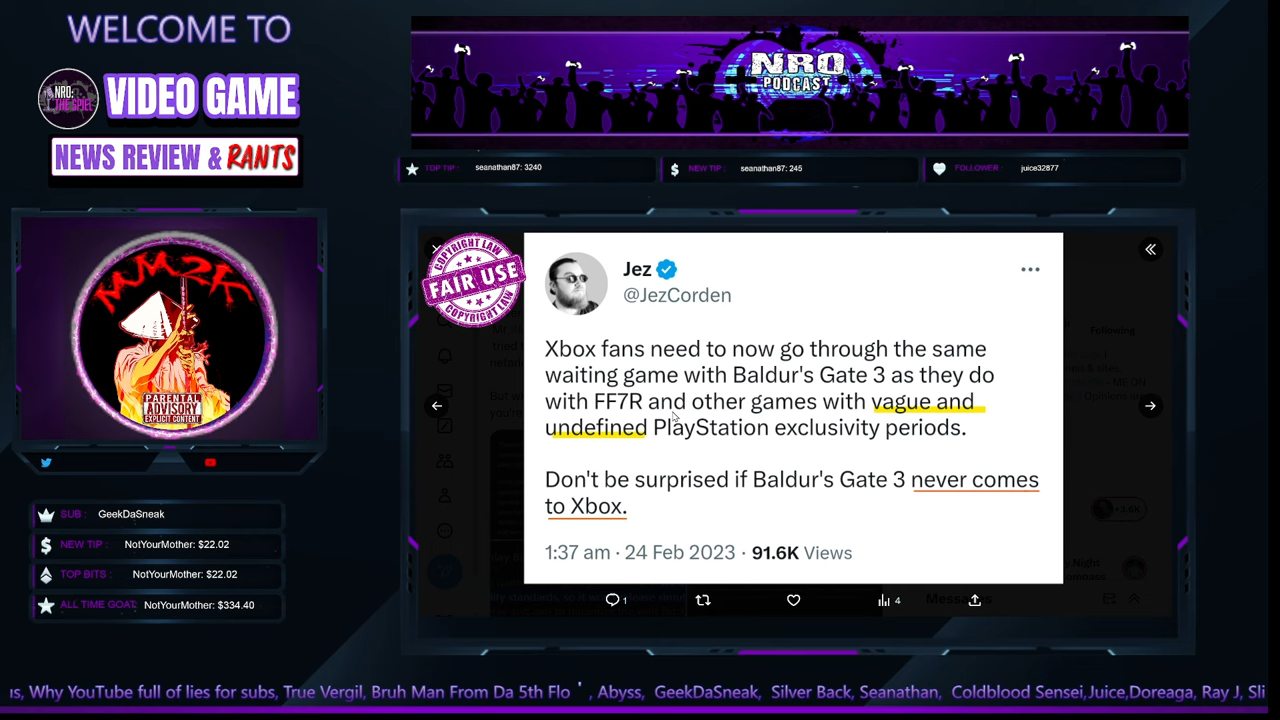 WELCOME TO
NRO:
THE SPIEL
VIDEO GAME
NEWS REVIEW & RANTS
NRO
PODCAST
TOP TIP : seanathan87: 3240
NEW TIP : seanathan87: 245
FOLLOWER : juice32877
MM2K
PARENTAL
ADVISORY
EXPLICIT CONTENT
COPYRIGHT LAW
FAIR USE
COPYRIGHT LAW
Jez
@JezCorden
Xbox fans need to now go through the same
waiting game with Baldur's Gate 3 as they do
with FF7R and other games with vague and
undefined PlayStation exclusivity periods.
Don't be surprised if Baldur's Gate 3 never comes
to Xbox.
1:37 am · 24 Feb 2023 · 91.6K Views
1
4
Following
SUB : GeekDaSneak
NEW TIP : NotYourMother: $22.02
TOP BITS : NotYourMother: $22.02
ALL TIME GOAT: NotYourMother: $334.40
ıs, Why YouTube full of lies for subs, True Vergil, Bruh Man From Da 5th Flo ' , Abyss, GeekDaSneak, Silver Back, Seanathan, Coldblood Sensei,Juice,Doreaga, Ray J, Sli